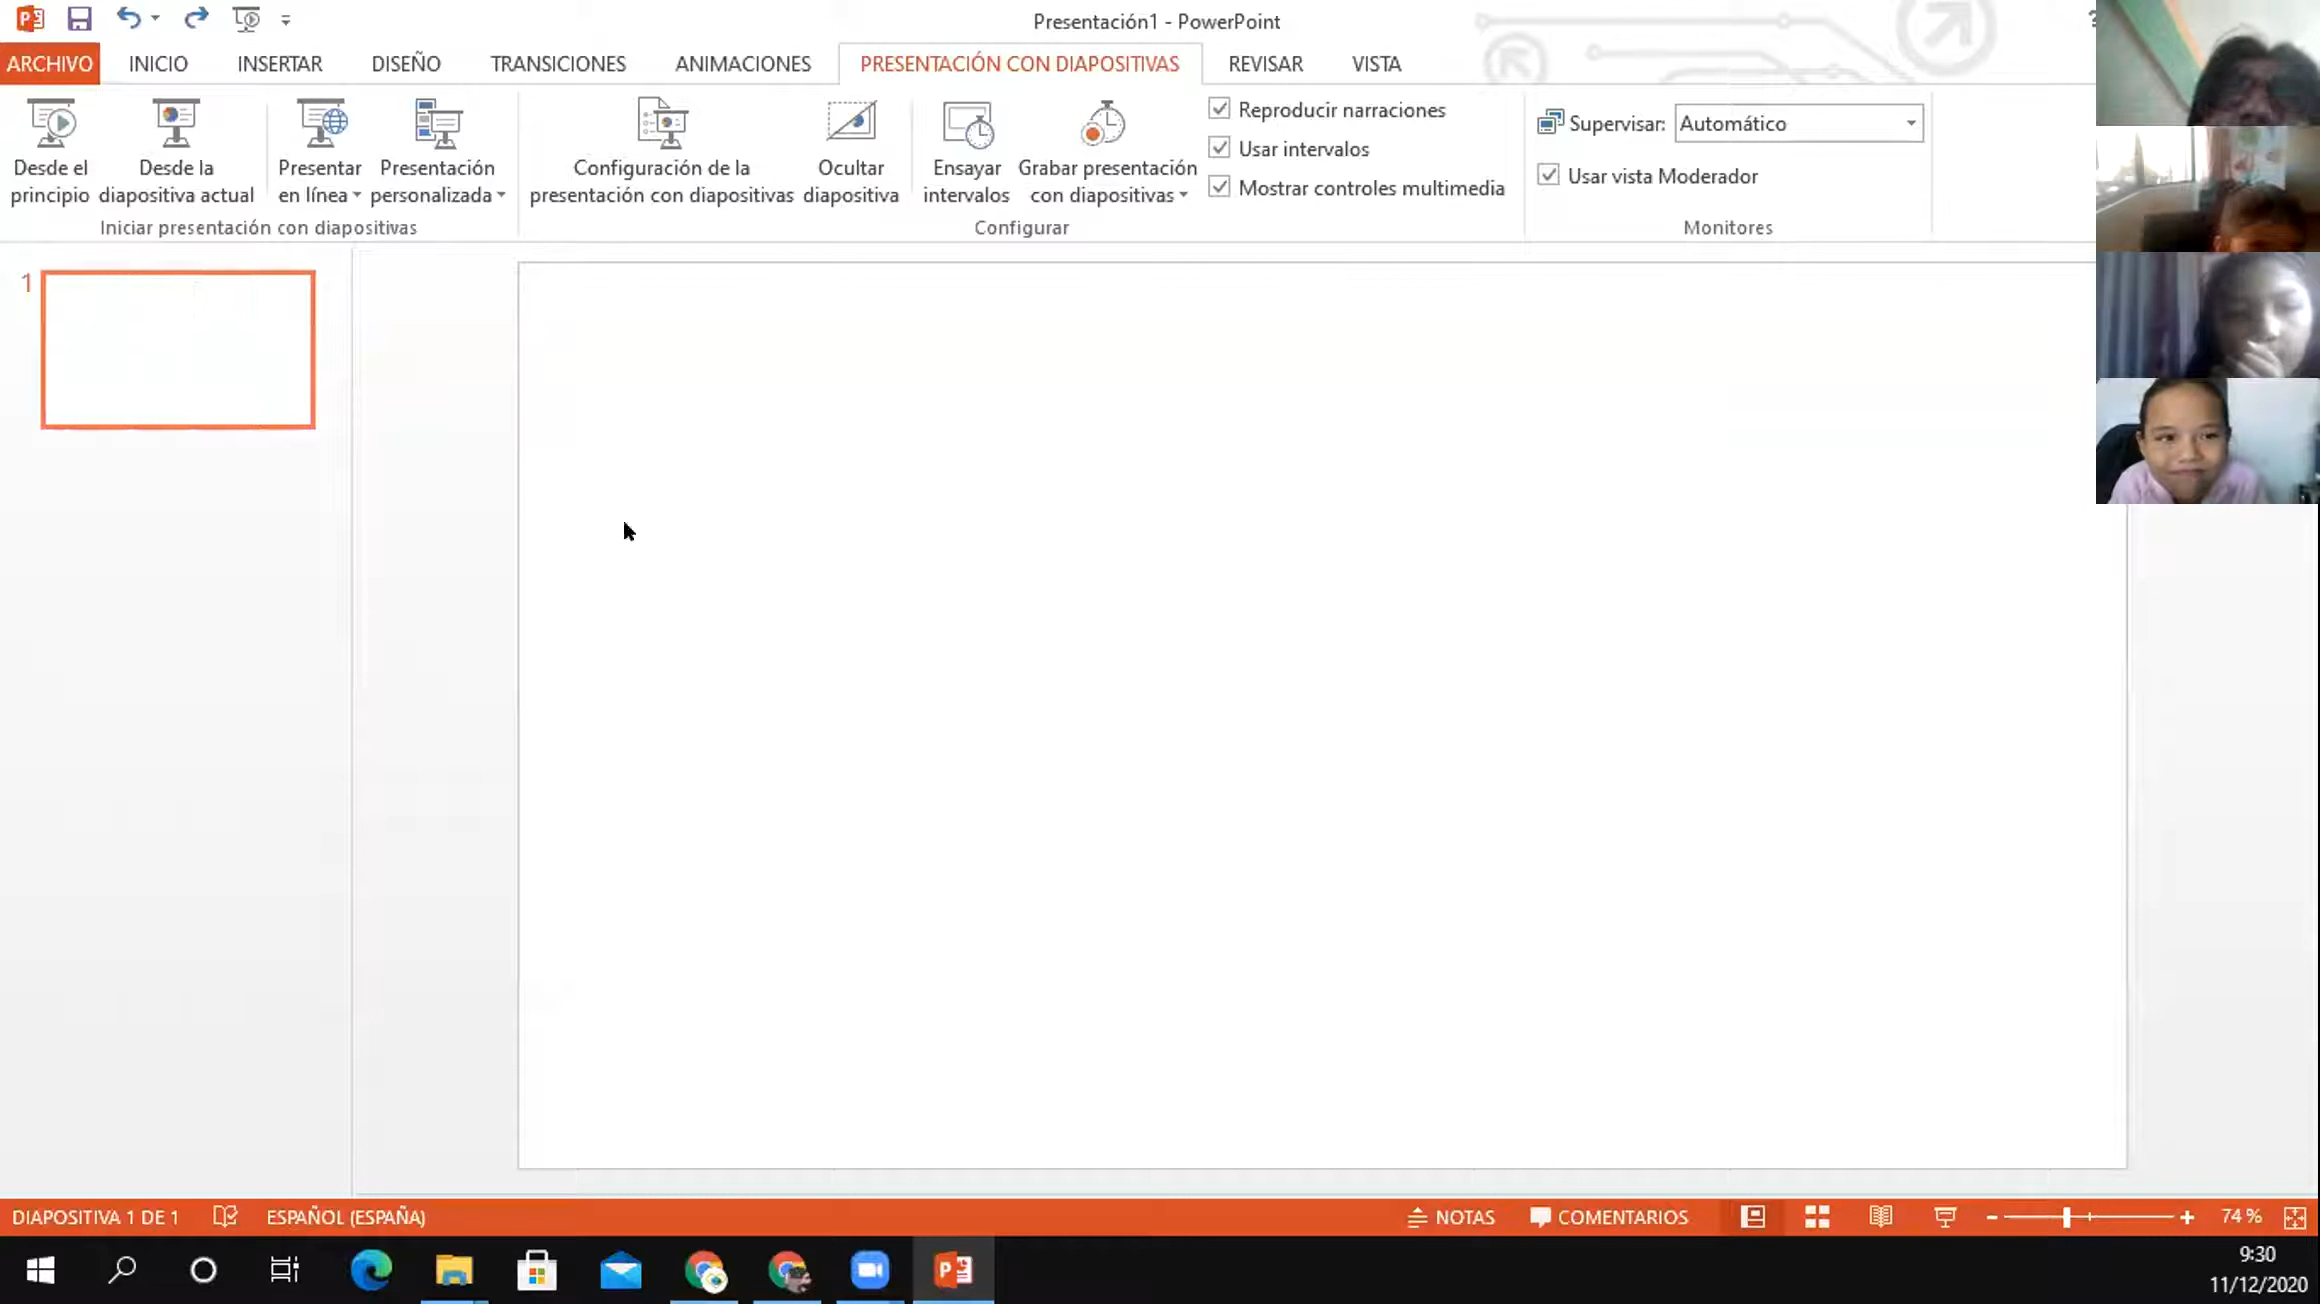 Presentación1 - PowerPoint
ARCHIVO INICIO INSERTAR DISEÑO TRANSICIONES ANIMACIONES PRESENTACIÓN CON DIAPOSITIVAS REVISAR VISTA
Desde el principio
Desde la diapositiva actual
Presentar en línea
Presentación personalizada
Iniciar presentación con diapositivas
Configuración de la presentación con diapositivas
Ocultar diapositiva
Ensayar intervalos
Grabar presentación con diapositivas
Reproducir narraciones
Usar intervalos
Mostrar controles multimedia
Configurar
Supervisar: Automático
Usar vista Moderador
Monitores
1
DIAPOSITIVA 1 DE 1 ESPAÑOL (ESPAÑA) NOTAS COMENTARIOS 74 %
9:30
11/12/2020